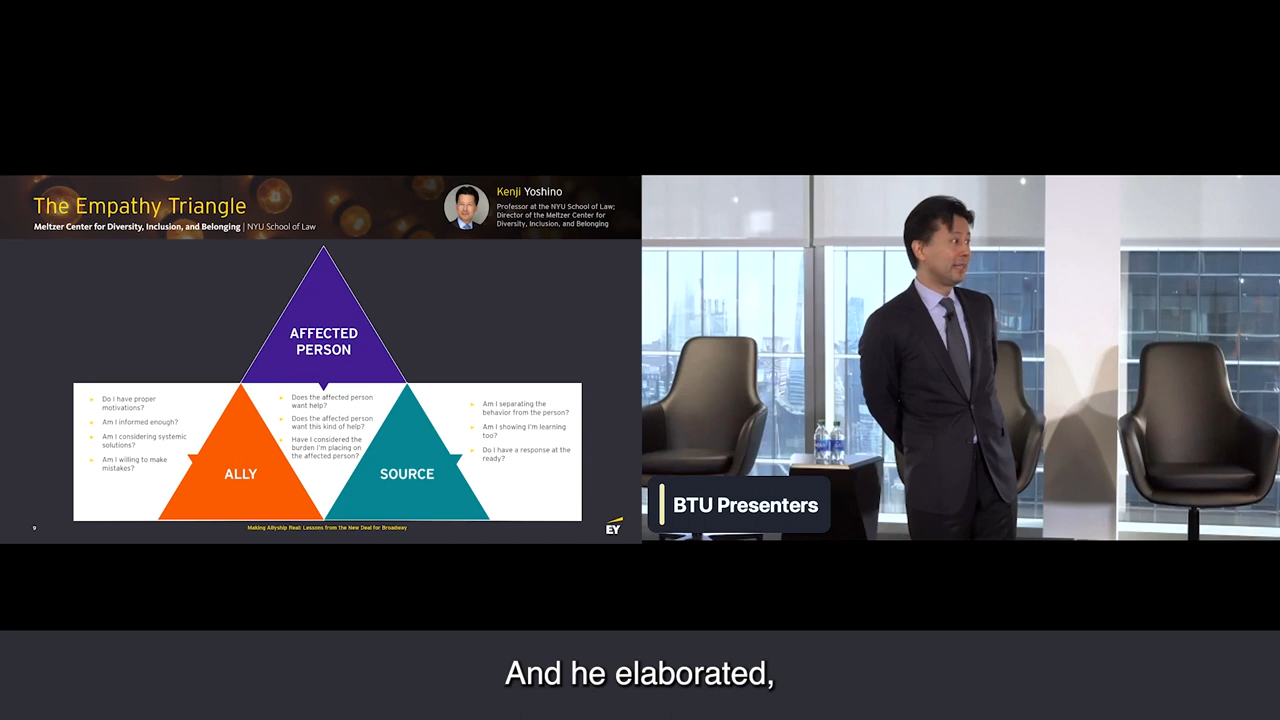 The Empathy Triangle
Meltzer Center for Diversity, Inclusion, and Belonging | NYU School of Law
Kenji Yoshino
Professor at the NYU School of Law;
Director of the Meltzer Center for
Diversity, Inclusion, and Belonging
AFFECTED
PERSON
Do I have proper
motivations?
Am I informed enough?
Am I considering systemic
solutions?
Am I willing to make
mistakes?
ALLY
Does the affected person
want help?
Does the affected person
want this kind of help?
Have I considered the
burden I'm placing on
the affected person?
SOURCE
Am I separating the
behavior from the person?
Am I showing I'm learning
too?
Do I have a response at the
ready?
9
Making Allyship Real: Lessons from the New Deal for Broadway
EY
BTU Presenters
And he elaborated,